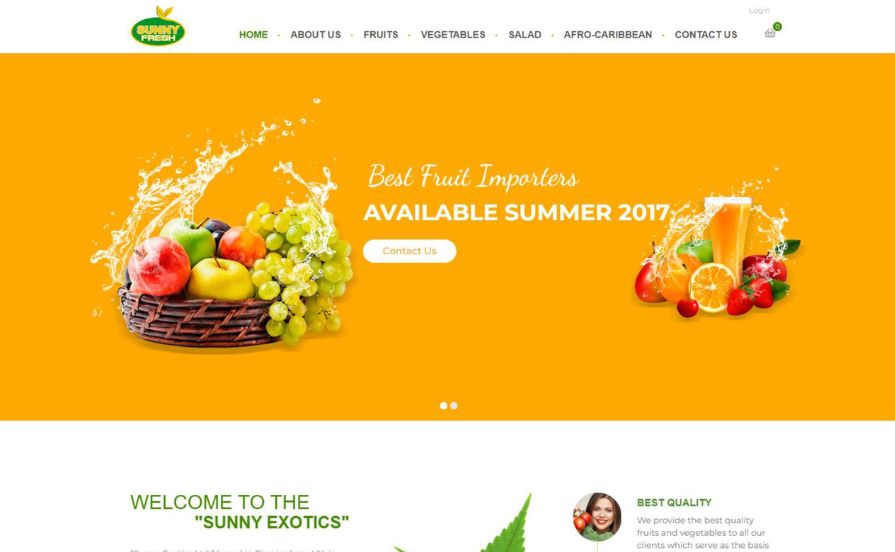 Login
SUNNY
FRESH
HOME
ABOUT US
FRUITS
VEGETABLES
SALAD
AFRO-CARIBBEAN
CONTACT US
0
Best Fruit Importers
AVAILABLE SUMMER 2017
Contact Us
WELCOME TO THE
"SUNNY EXOTICS"
BEST QUALITY
We provide the best quality
fruits and vegetables to all our
clients which serve as the basis